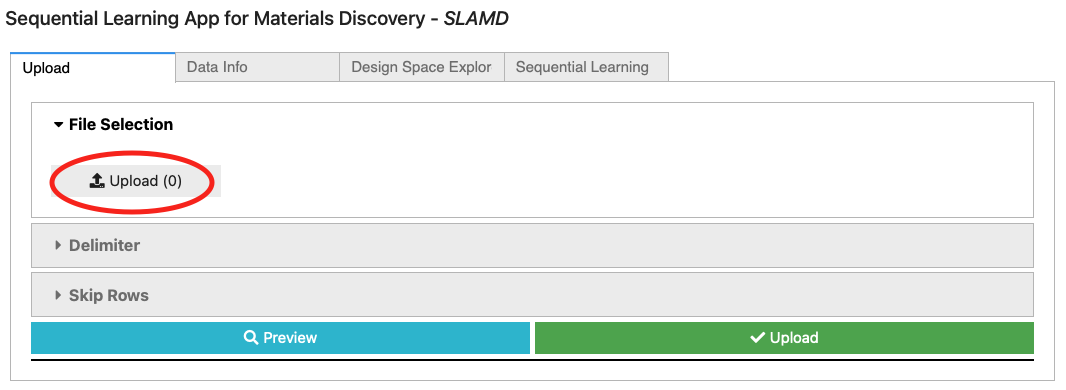 Sequential Learning App for Materials Discovery - SLAMD
Upload
Data Info
Design Space Explor
Sequential Learning
File Selection
Upload (0)
Delimiter
Skip Rows
Preview
Upload